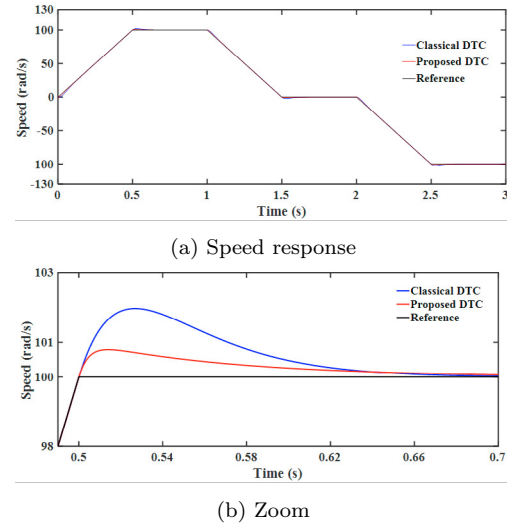 130
100
50
0
-50
100
-130
Speed (rad/s)
Classical DTC
Proposed DTC
Reference
0 0.5 1 1.5 2 2.5 3
Time (s)
(a) Speed response
103
102
101
100
98
Speed (rad/s)
Classical DTC
Proposed DTC
Reference
0.5 0.54 0.58 0.62 0.66 0.7
Time (s)
(b) Zoom